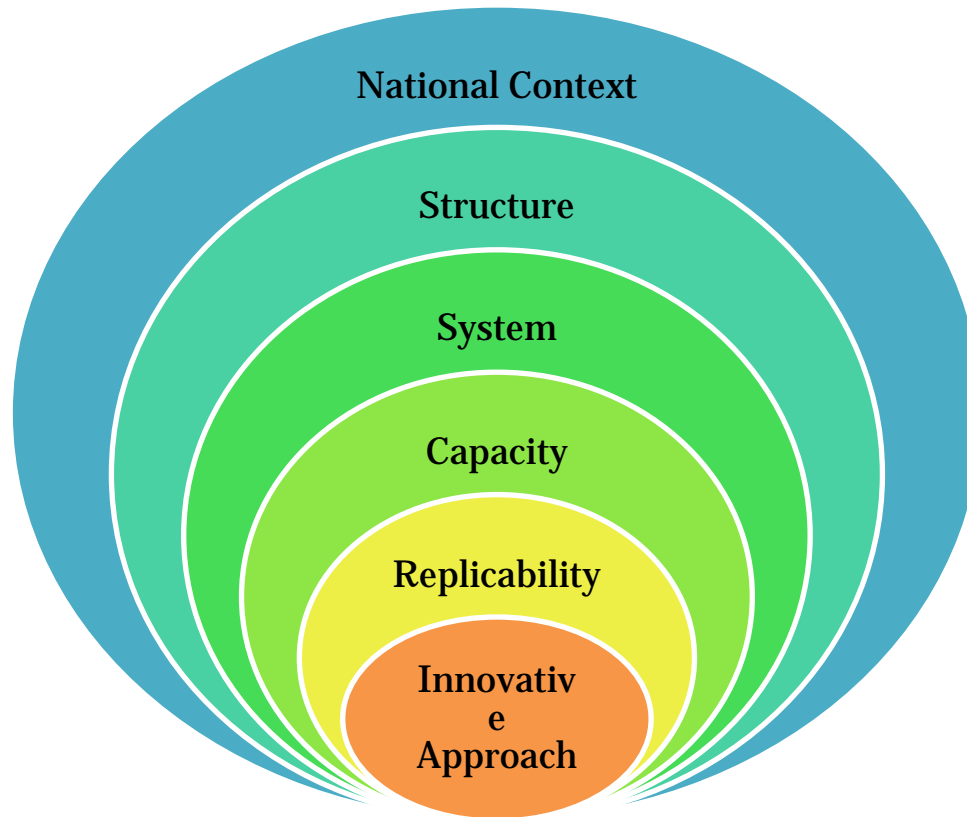 National Context
Structure
System
Capacity
Replicability
Innovativ
e
Approach